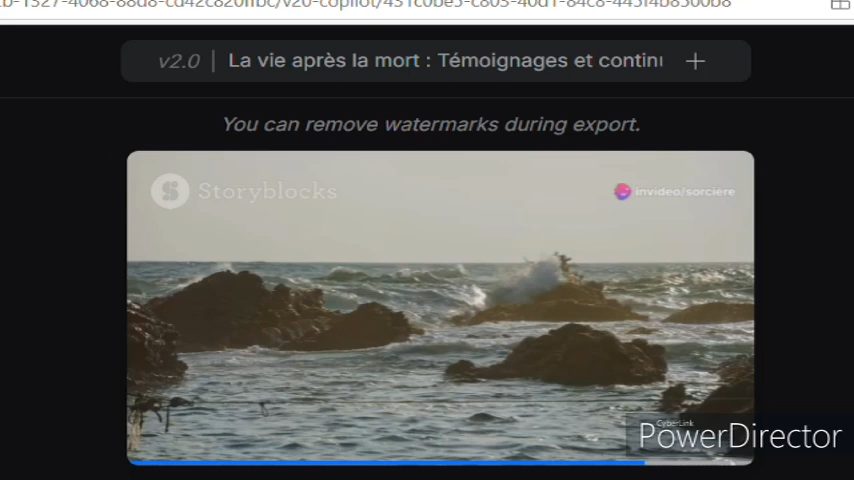 v2.0 | La vie après la mort : Témoignages et contin
You can remove watermarks during export.
Storyblocks
invideo/sorciere
CyberLink
PowerDirector